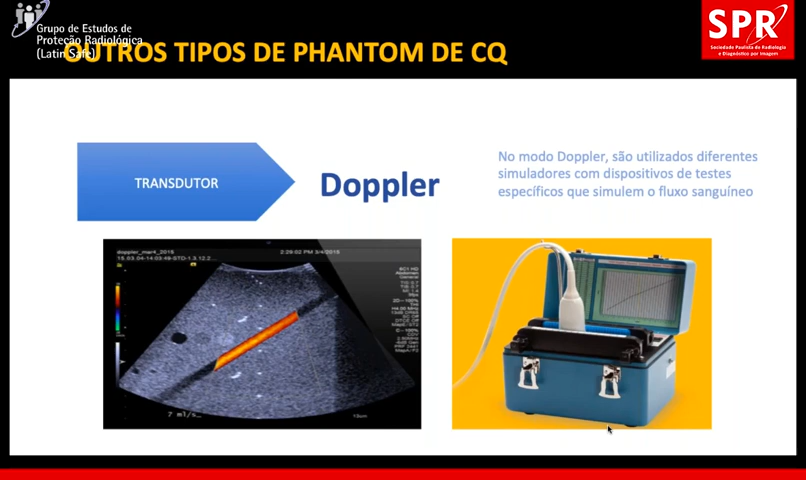 Grupo de Estudos de
Proteção Radiológica
(Latin Safe)
OUTROS TIPOS DE PHANTOM DE CQ
SPR
Sociedade Paulista de Radiologia
e Diagnóstico por Imagem
TRANSDUTOR
Doppler
No modo Doppler, são utilizados diferentes
simuladores com dispositivos de testes
específicos que simulem o fluxo sanguíneo
doppler_mar4_2015
2:29:02 PM 3/4/2015
Abdomen
General
7 ml/s